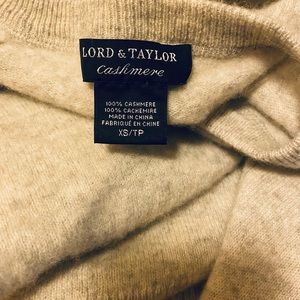 LORD & TAYLOR
Cashmere
100% CASHMERE
100% CACHEMIRE
MADE IN CHINA
FABRIQUÉ EN CHINE
XS/TP